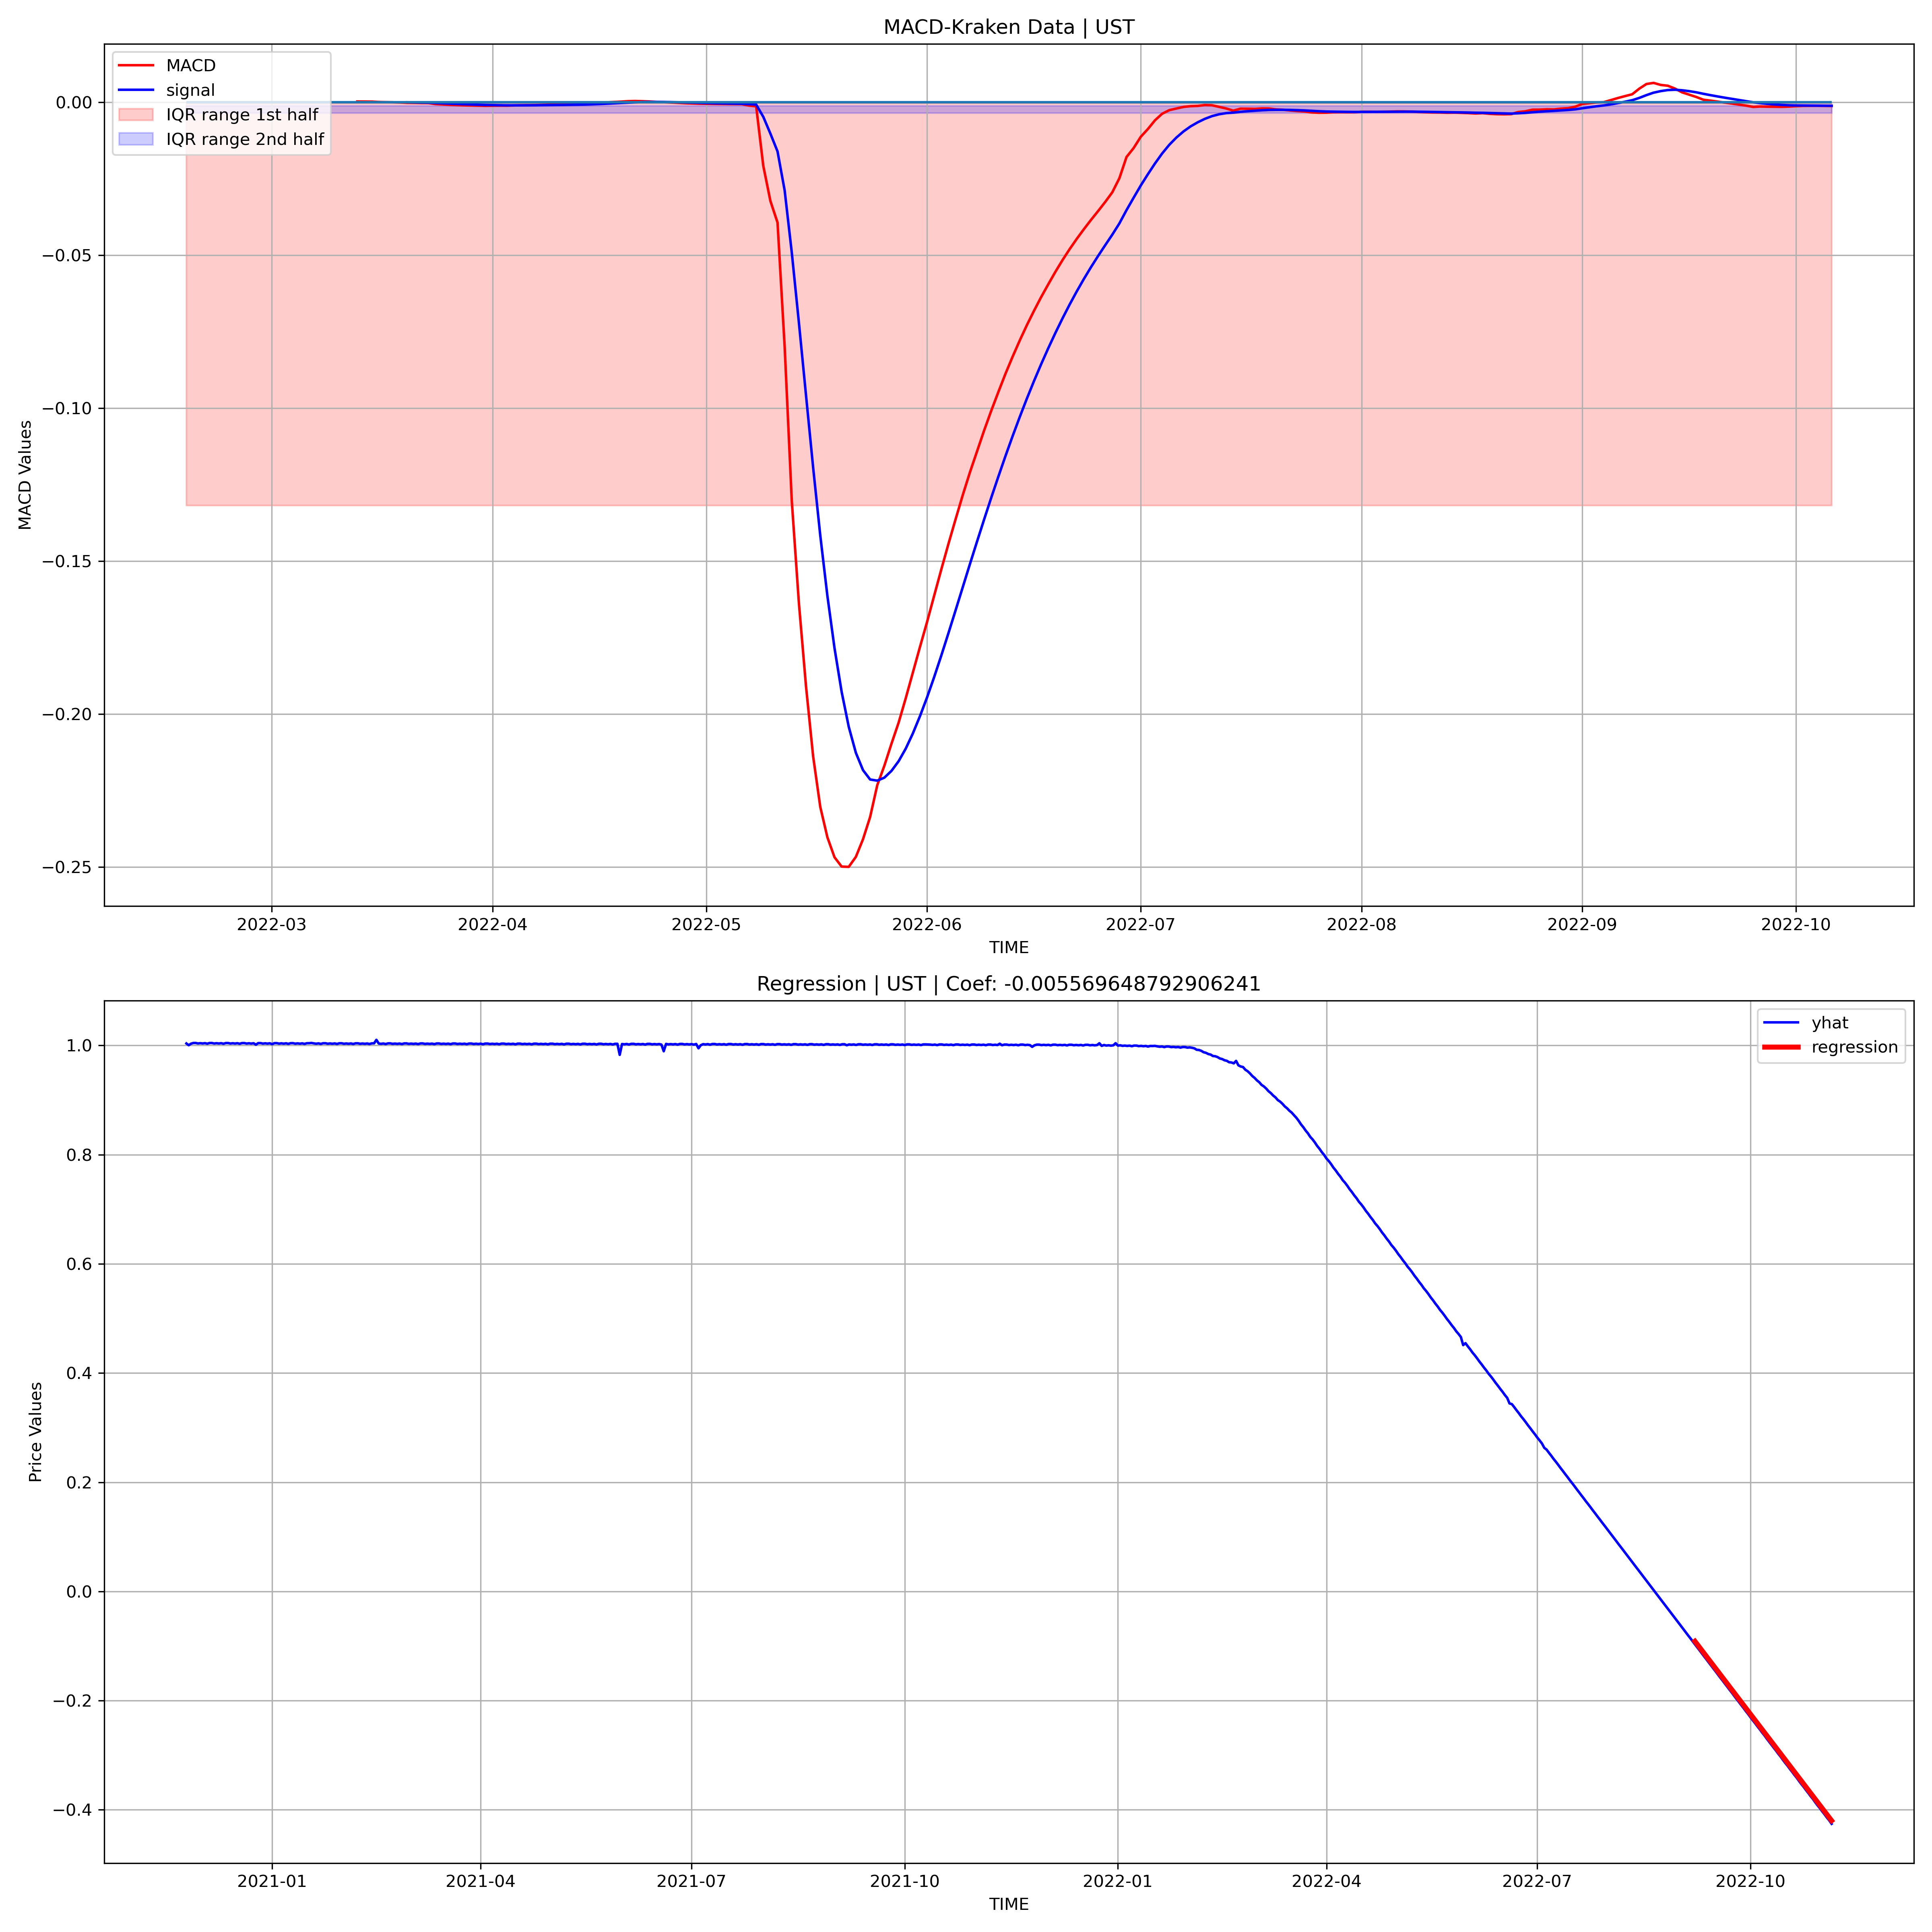 MACD-Kraken Data | UST
MACD
signal
IQR range 1st half
IQR range 2nd half
0.00
−0.05
−0.10
−0.15
−0.20
−0.25
MACD Values
2022-03 2022-04 2022-05 2022-06 2022-07 2022-08 2022-09 2022-10
TIME
Regression | UST | Coef: -0.005569648792906241
yhat
regression
1.0
0.8
0.6
0.4
0.2
0.0
−0.2
−0.4
Price Values
2021-01 2021-04 2021-07 2021-10 2022-01 2022-04 2022-07 2022-10
TIME